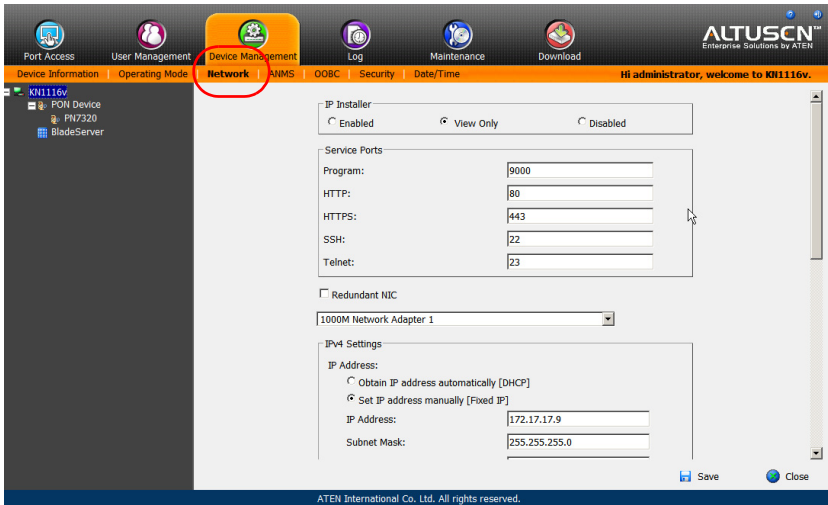 ALTUSCN™
Enterprise Solutions by ATEN
Port Access User Management Device Management Log Maintenance Download
Device Information Operating Mode Network ANMS OOBC Security Date/Time Hi administrator, welcome to KN1116v.
KN1116v
PON Device
PN7320
BladeServer
IP Installer
Enabled View Only Disabled
Service Ports
Program: 9000
HTTP: 80
HTTPS: 443
SSH: 22
Telnet: 23
Redundant NIC
1000M Network Adapter 1
IPv4 Settings
IP Address:
Obtain IP address automatically [DHCP]
Set IP address manually [Fixed IP]
IP Address: 172.17.17.9
Subnet Mask: 255.255.255.0
Save Close
ATEN International Co. Ltd. All rights reserved.